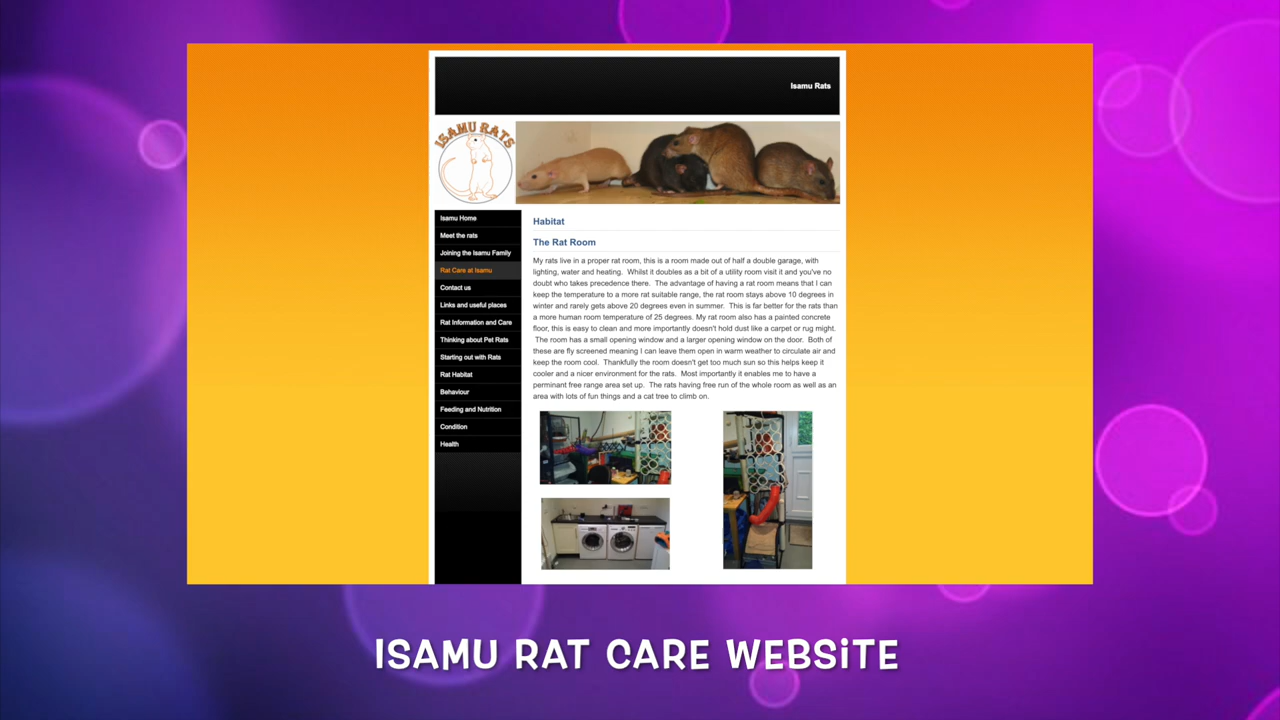 Isamu Rats
ISAMU RATS
Isamu Home
Meet the rats
Joining the Isamu Family
Rat Care at Isamu
Contact us
Links and useful places
Rat Information and Care
Thinking about Pet Rats
Starting out with Rats
Rat Habitat
Behaviour
Feeding and Nutrition
Condition
Health
Habitat
The Rat Room
My rats live in a proper rat room, this is a room made out of half a double garage, with
lighting, water and heating.  Whilst it doubles as a bit of a utility room visit it and you've no
doubt who takes precedence there.  The advantage of having a rat room means that I can
keep the temperature to a more rat suitable range, the rat room stays above 10 degrees in
winter and rarely gets above 20 degrees even in summer.  This is far better for the rats than
a more human room temperature of 25 degrees. My rat room also has a painted concrete
floor, this is easy to clean and more importantly doesn't hold dust like a carpet or rug might.
The room has a small opening window and a larger opening window on the door.  Both of
these are fly screened meaning I can leave them open in warm weather to circulate air and
keep the room cool.  Thankfully the room doesn't get too much sun so this helps keep it
cooler and a nicer environment for the rats.  Most importantly it enables me to have a
perminant free range area set up.  The rats having free run of the whole room as well as an
area with lots of fun things and a cat tree to climb on.
ISAMU RAT CARE WEBSiTE